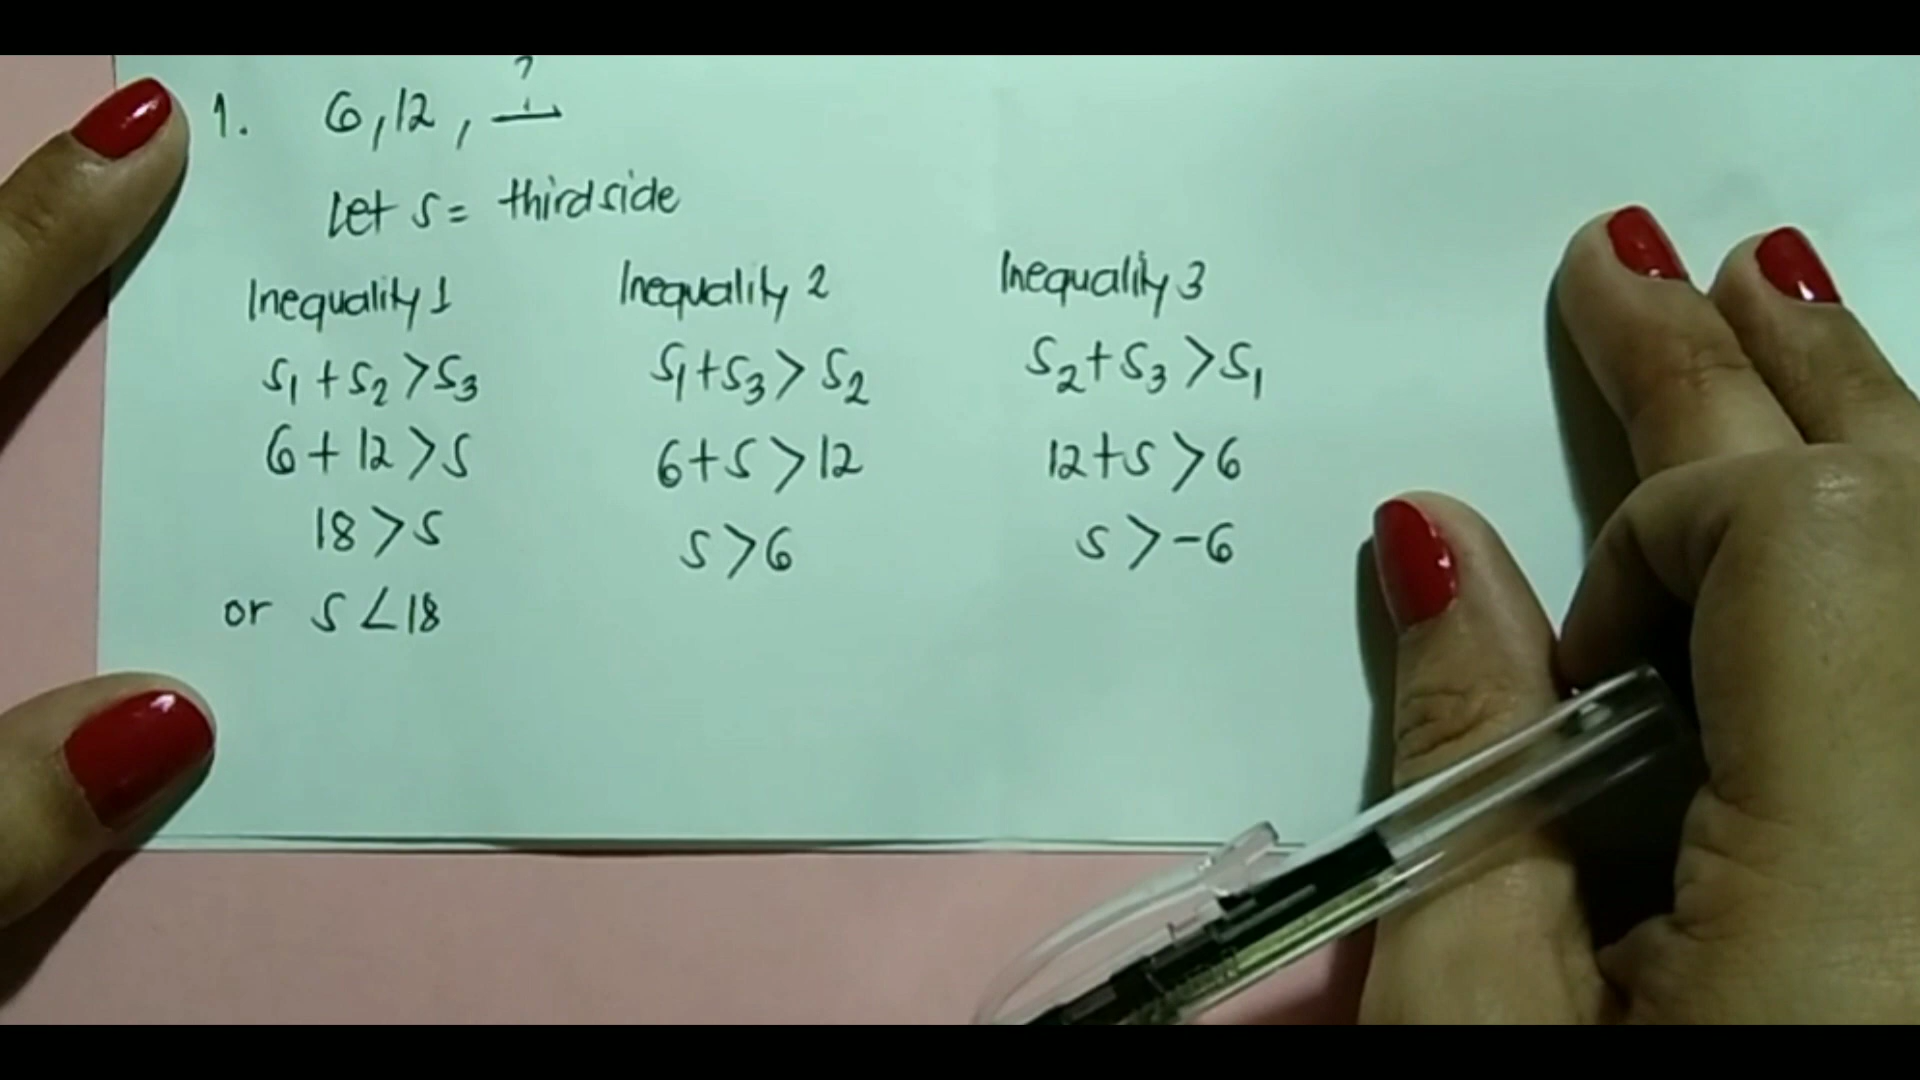 1. 6, 12, ?
Let s = third side
Inequality 1
s₁ + s₂ > s₃
6 + 12 > s
18 > s
or s < 18
Inequality 2
s₁ + s₃ > s₂
6 + s > 12
s > 6
Inequality 3
s₂ + s₃ > s₁
12 + s > 6
s > -6